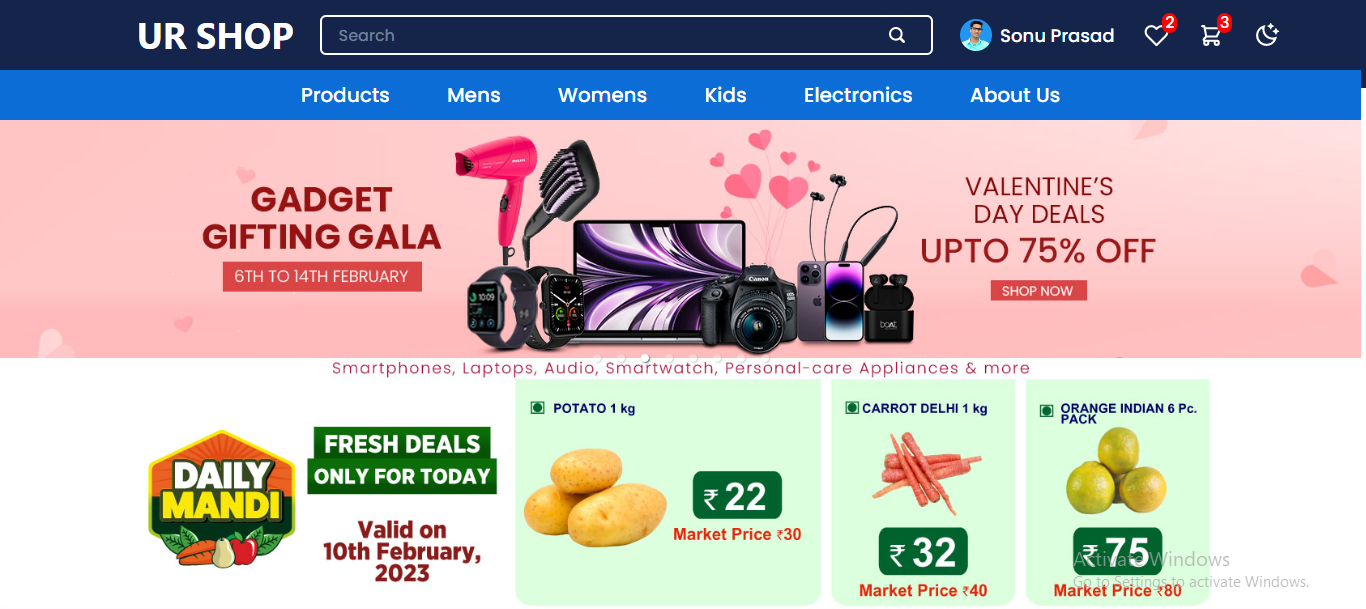 UR SHOP
Search
Sonu Prasad
2
3
Products Mens Womens Kids Electronics About Us
GADGET
GIFTING GALA
6TH TO 14TH FEBRUARY
VALENTINE'S
DAY DEALS
UPTO 75% OFF
SHOP NOW
Canon
boAt
Smartphones, Laptops, Audio, Smartwatch, Personal-care Appliances & more
DAILY
MANDI
FRESH DEALS
ONLY FOR TODAY
Valid on
10th February,
2023
POTATO 1 kg
₹ 22
Market Price ₹30
CARROT DELHI 1 kg
₹ 32
Market Price ₹40
ORANGE INDIAN 6 Pc.
PACK
₹ 75
Market Price ₹80
Activate Windows
Go to Settings to activate Windows.